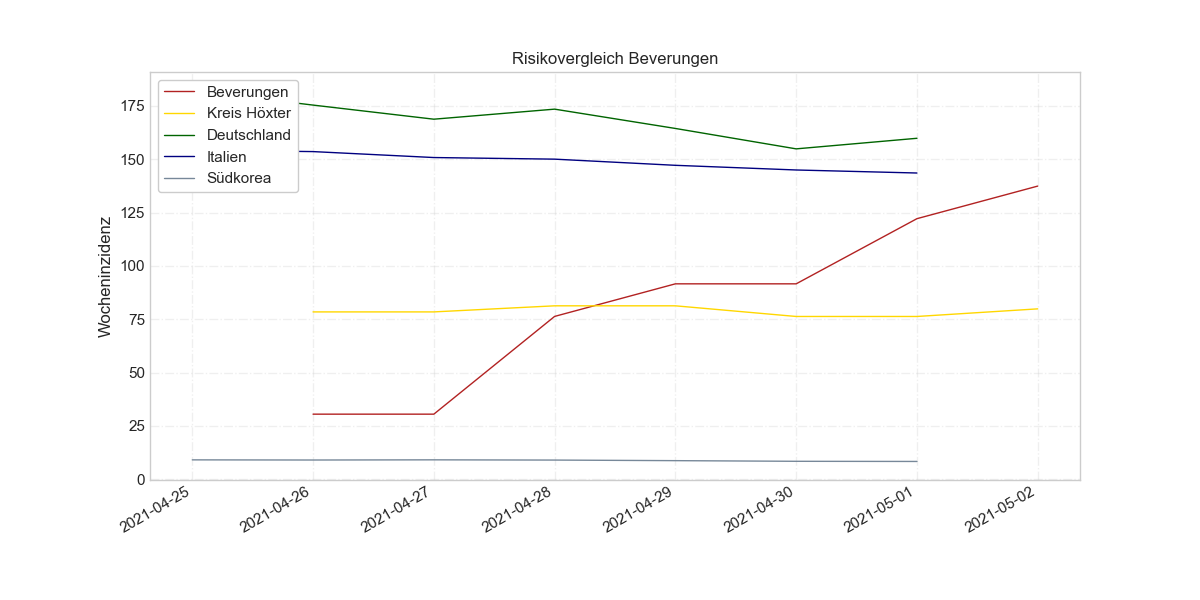 Risikovergleich Beverungen
Beverungen
Kreis Höxter
Deutschland
Italien
Südkorea
Wocheninzidenz
175
150
125
100
75
50
25
0
2021-04-25
2021-04-26
2021-04-27
2021-04-28
2021-04-29
2021-04-30
2021-05-01
2021-05-02